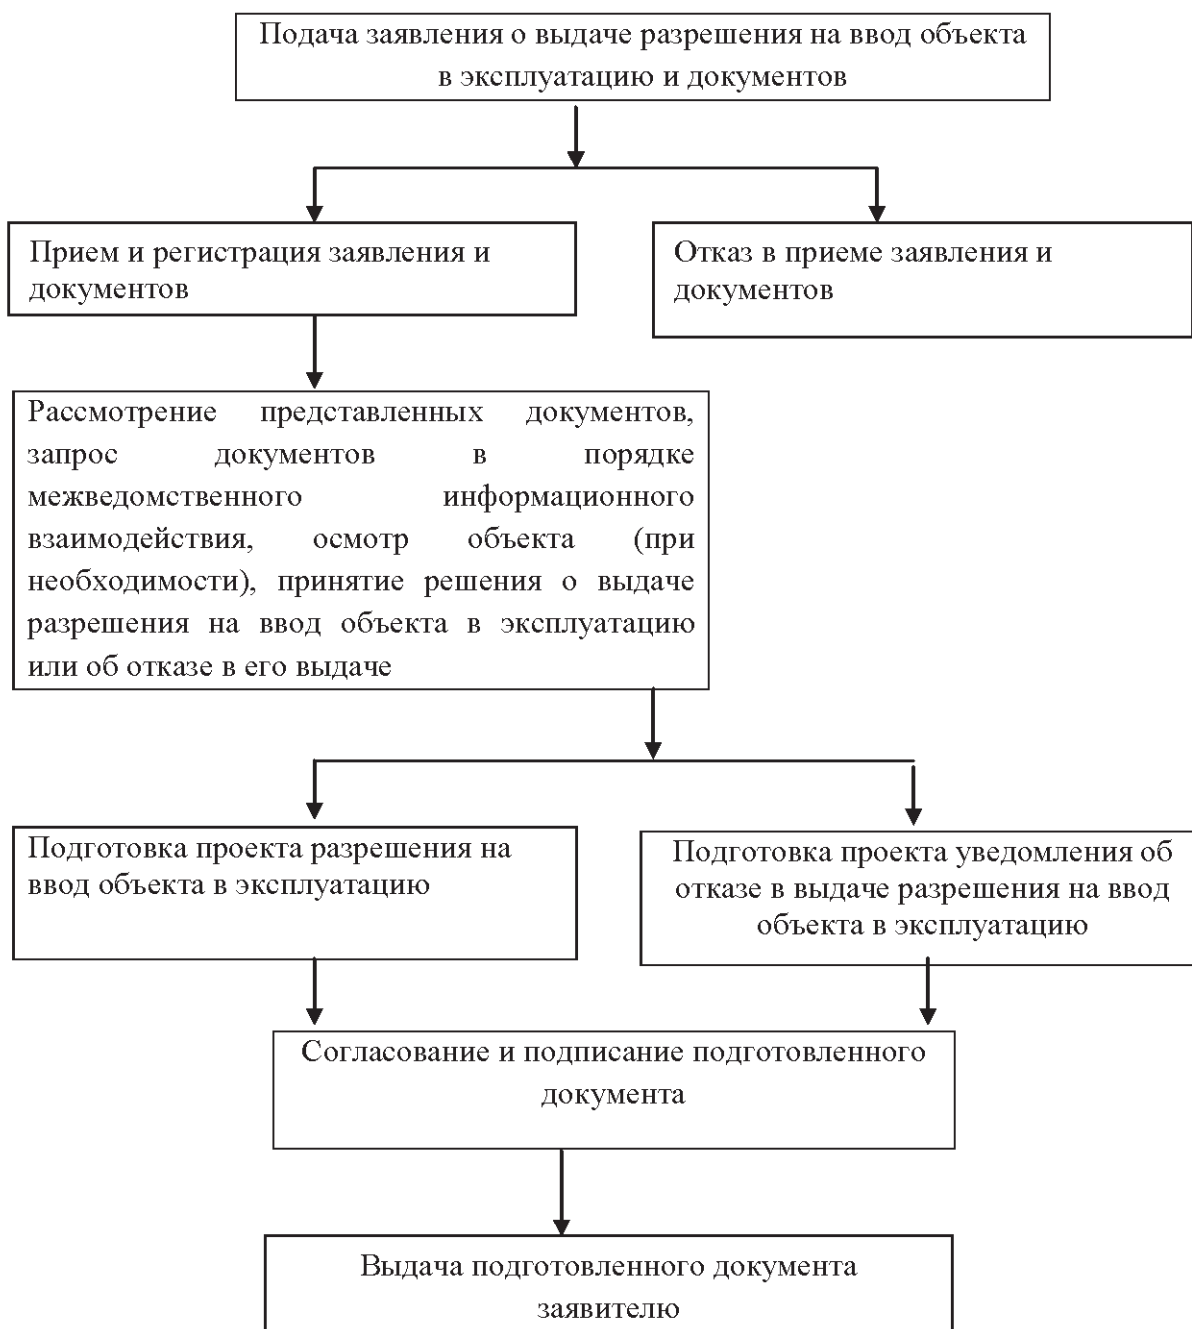 Подача заявления о выдаче разрешения на ввод объекта
в эксплуатацию и документов
Прием и регистрация заявления и
документов
Отказ в приеме заявления и
документов
Рассмотрение представленных документов,
запрос документов в порядке
межведомственного информационного
взаимодействия, осмотр объекта (при
необходимости), принятие решения о выдаче
разрешения на ввод объекта в эксплуатацию
или об отказе в его выдаче
Подготовка проекта разрешения на
ввод объекта в эксплуатацию
Подготовка проекта уведомления об
отказе в выдаче разрешения на ввод
объекта в эксплуатацию
Согласование и подписание подготовленного
документа
Выдача подготовленного документа
заявителю